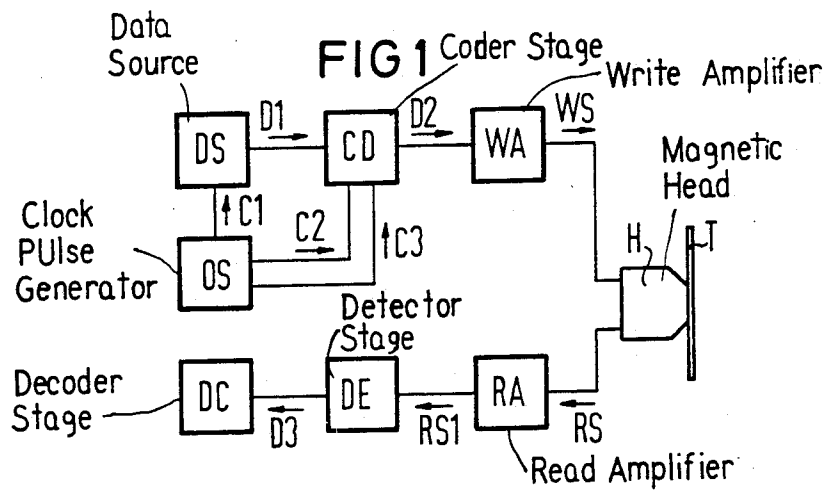 Data
Source
FIG 1
Coder Stage
Write Amplifier
D1
D2
WS
DS
CD
WA
Magnetic
Head
Clock
PUlse
Generator
C1
C2
C3
OS
H
T
Detector
Stage
Decoder
Stage
DC
DE
RA
D3
RS1
RS
Read Amplifier